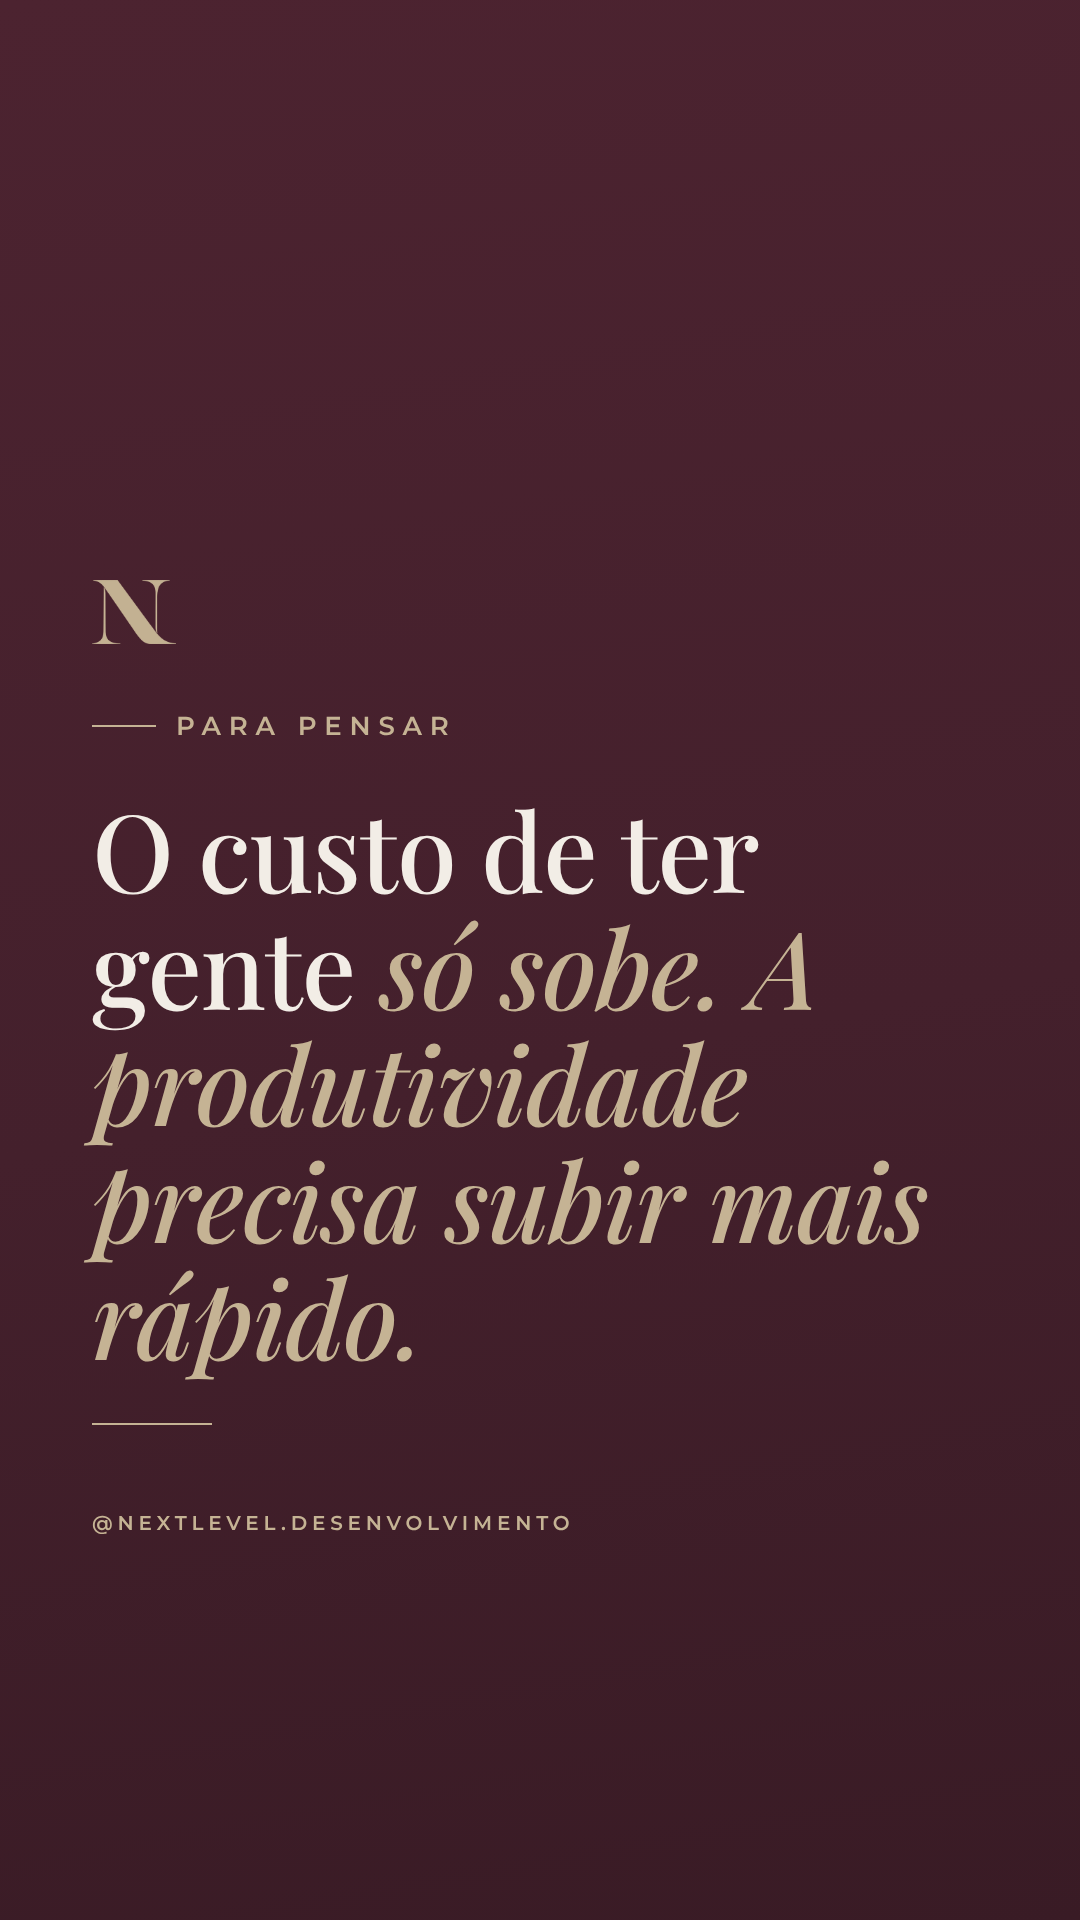 N
PARA PENSAR
O custo de ter
gente só sobe. A
produtividade
precisa subir mais
rápido.
@NEXTLEVEL.DESENVOLVIMENTO